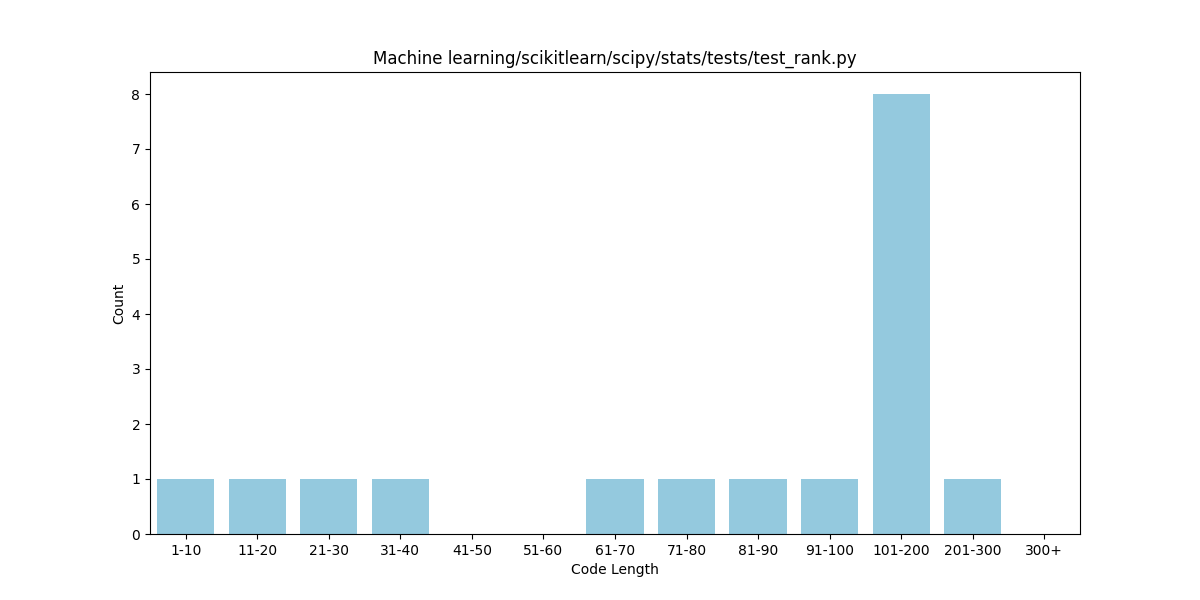 Machine learning/scikitlearn/scipy/stats/tests/test_rank.py
8
7
6
5
4
3
2
1
0
Count
1-10 11-20 21-30 31-40 41-50 51-60 61-70 71-80 81-90 91-100 101-200 201-300 300+
Code Length